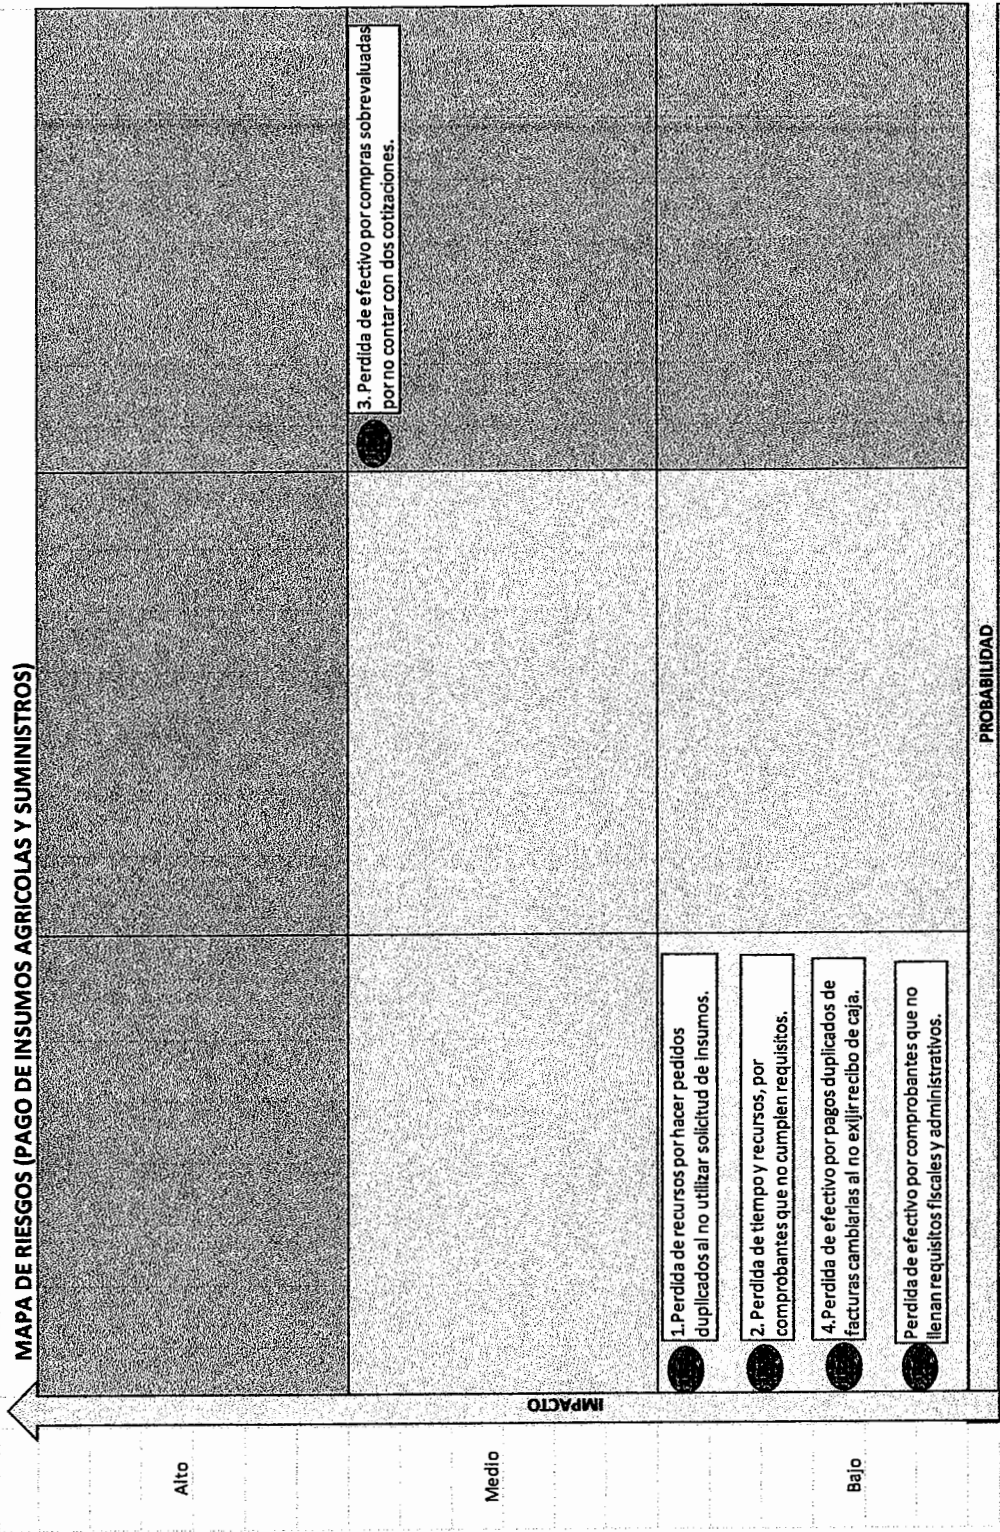 MAPA DE RIESGOS (PAGO DE INSUMOS AGRICOLAS Y SUMINISTROS)
Alto
Medio
Bajo
IMPACTO
3. Perdida de efectivo por compras sobrevaluadas
por no contar con dos cotizaciones.
1.Perdida de recursos por hacer pedidos
duplicados al no utilizar solicitud de insumos.
2. Perdida de tiempo y recursos, por
comprobantes que no cumplen requisitos.
4.Perdida de efectivo por pagos duplicados de
facturas cambiarias al no exijir recibo de caja.
Perdida de efectivo por comprobantes que no
llenan requisitos fiscales y administrativos.
PROBABILIDAD